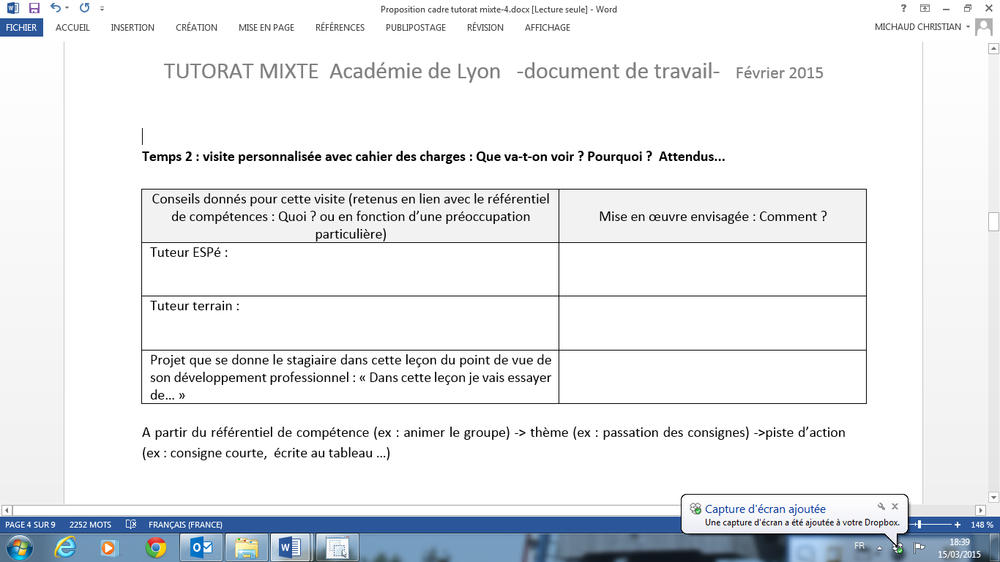 Proposition cadre tutorat mixte-4.docx [Lecture seule] - Word
FICHIER ACCUEIL INSERTION CRÉATION MISE EN PAGE RÉFÉRENCES PUBLIPOSTAGE RÉVISION AFFICHAGE MICHAUD CHRISTIAN
TUTORAT MIXTE Académie de Lyon -document de travail- Février 2015
Temps 2 : visite personnalisée avec cahier des charges : Que va-t-on voir ? Pourquoi ? Attendus...
Conseils donnés pour cette visite (retenus en lien avec le référentiel
de compétences : Quoi ? ou en fonction d’une préoccupation
particulière)
Mise en œuvre envisagée : Comment ?
Tuteur ESPé :
Tuteur terrain :
Projet que se donne le stagiaire dans cette leçon du point de vue de
son développement professionnel : « Dans cette leçon je vais essayer
de… »
A partir du référentiel de compétence (ex : animer le groupe) -> thème (ex : passation des consignes) ->piste d’action
(ex : consigne courte, écrite au tableau …)
Capture d'écran ajoutée
Une capture d'écran a été ajoutée à votre Dropbox.
PAGE 4 SUR 9 2252 MOTS FRANÇAIS (FRANCE) 148 %
FR
18:39
15/03/2015